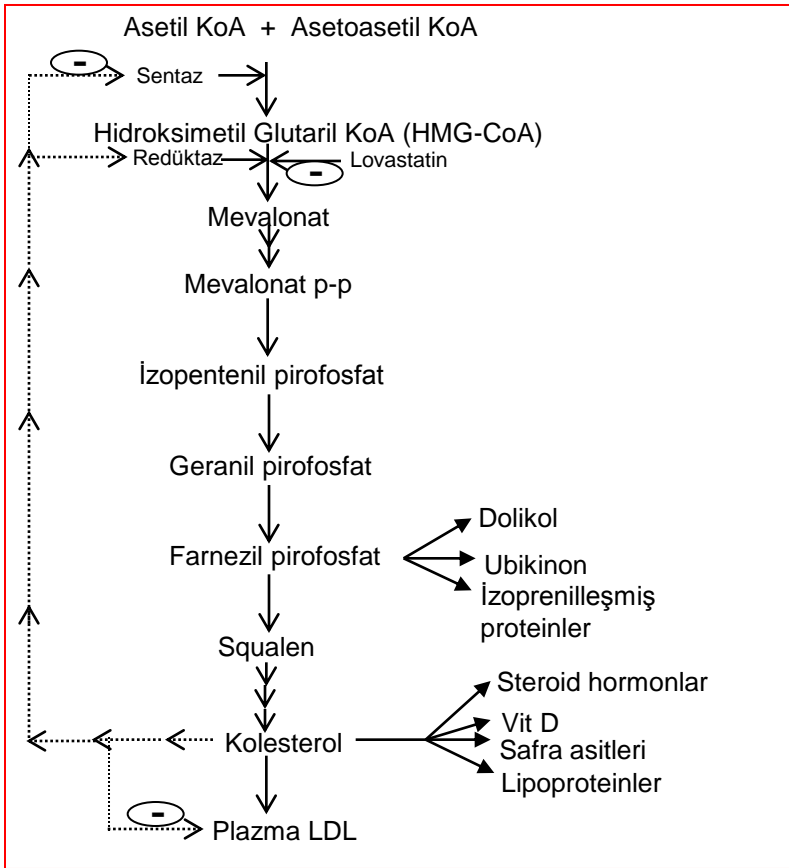 Asetil KoA + Asetoasetil KoA
-
Sentaz
Hidroksimetil Glutaril KoA (HMG-CoA)
Redüktaz
Lovastatin
-
Mevalonat
Mevalonat p-p
İzopentenil pirofosfat
Geranil pirofosfat
Dolikol
Farnezil pirofosfat
Ubikinon
İzoprenilleşmiş
proteinler
Squalen
Steroid hormonlar
Vit D
Kolesterol
Safra asitleri
Lipoproteinler
-
Plazma LDL